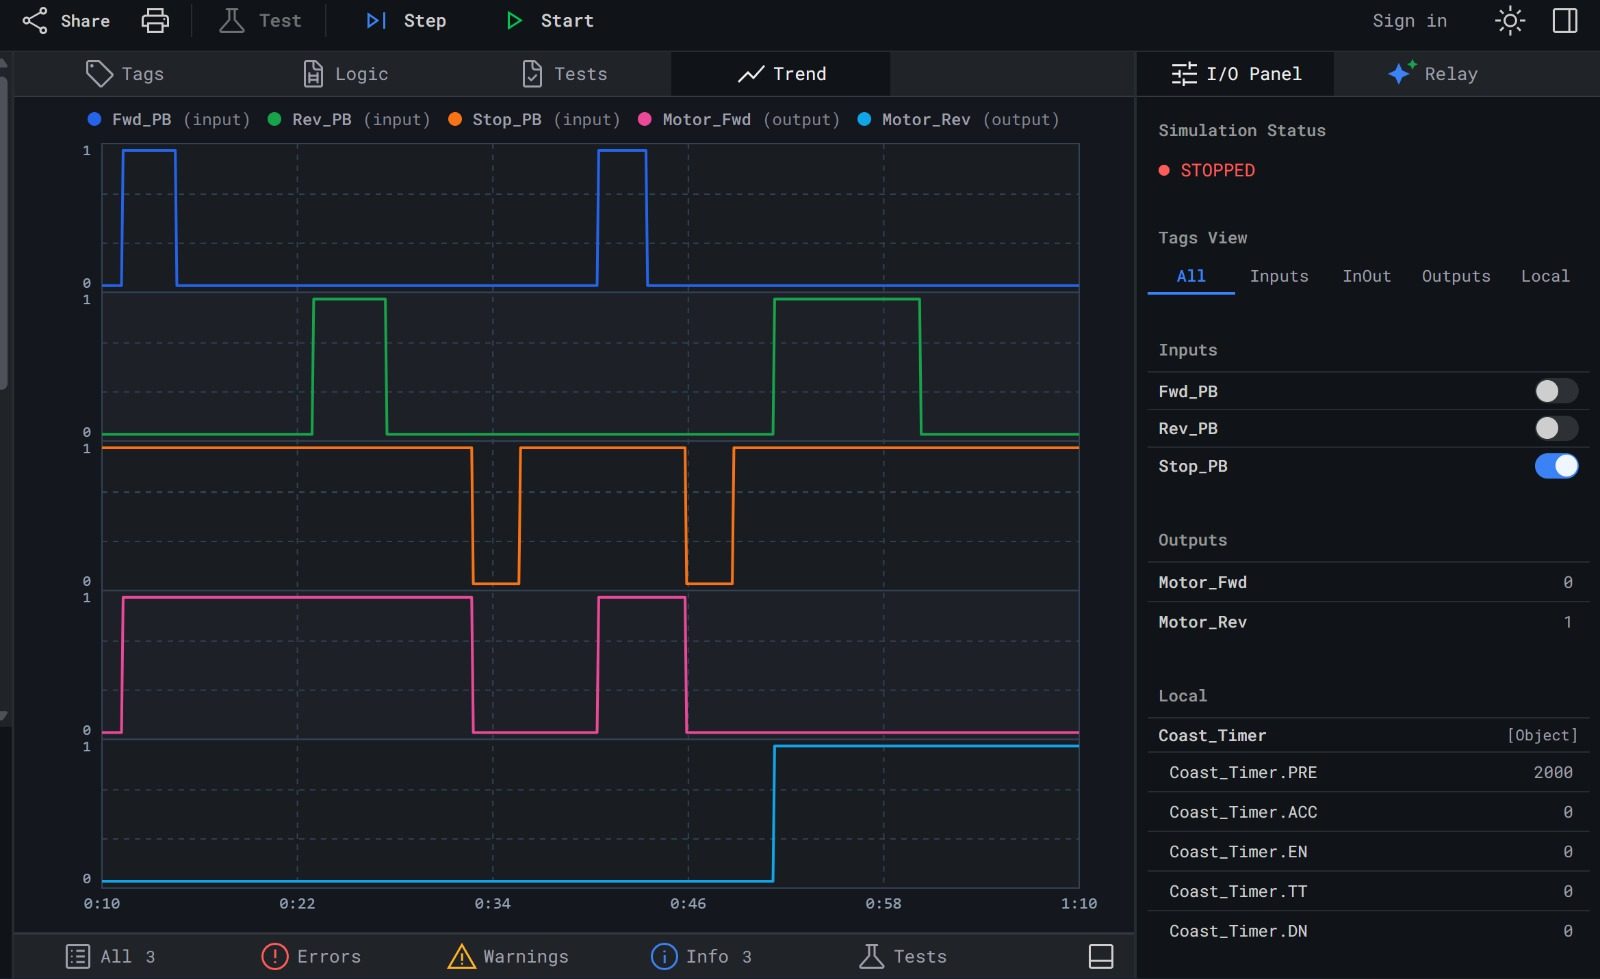 Share Test Step Start Sign in
Tags Logic Tests Trend I/O Panel Relay
Fwd_PB (input) Rev_PB (input) Stop_PB (input) Motor_Fwd (output) Motor_Rev (output)
1
0
1
0
1
0
1
0
1
0
0:10 0:22 0:34 0:46 0:58 1:10
All 3 Errors Warnings Info 3 Tests
Simulation Status
STOPPED
Tags View
All Inputs InOut Outputs Local
Inputs
Fwd_PB
Rev_PB
Stop_PB
Outputs
Motor_Fwd 0
Motor_Rev 1
Local
Coast_Timer [Object]
Coast_Timer.PRE 2000
Coast_Timer.ACC 0
Coast_Timer.EN 0
Coast_Timer.TT 0
Coast_Timer.DN 0